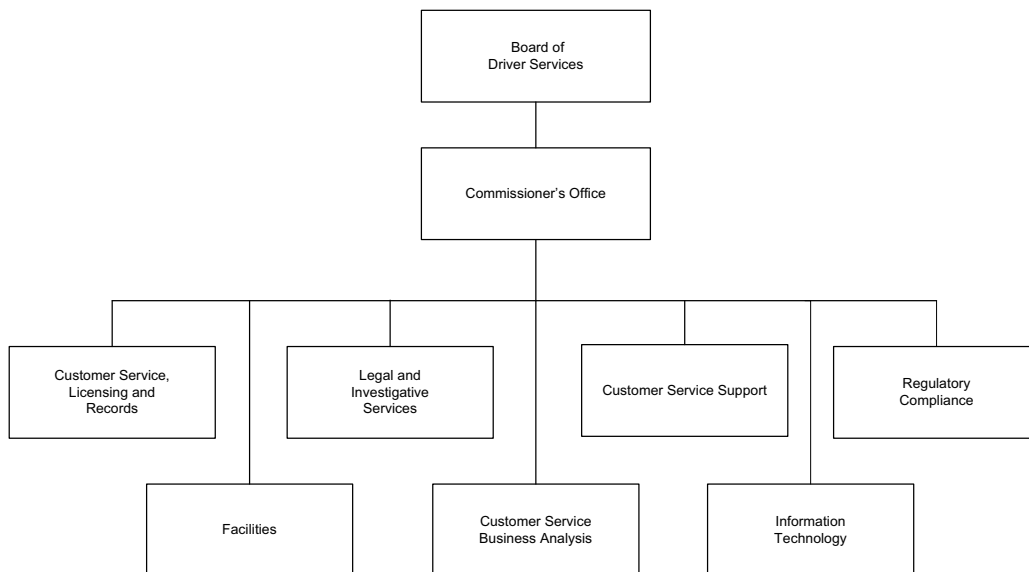 Board of
Driver Services
Commissioner’s Office
Customer Service,
Licensing and
Records
Legal and
Investigative
Services
Customer Service Support
Regulatory
Compliance
Facilities
Customer Service
Business Analysis
Information
Technology